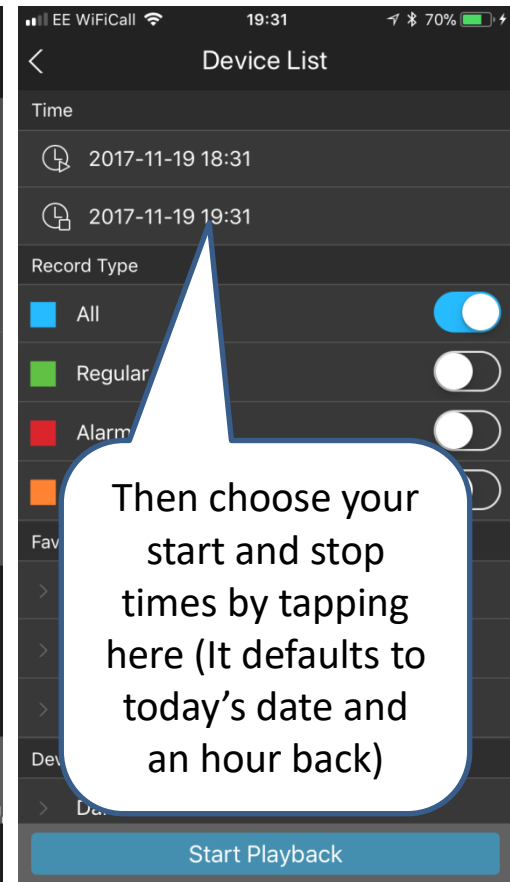 EE WiFiCall 19:31 70%
Device List
Time
2017-11-19 18:31
2017-11-19 19:31
Record Type
All
Regular
Alarm
Then choose your
start and stop
times by tapping
here (It defaults to
today’s date and
an hour back)
Start Playback